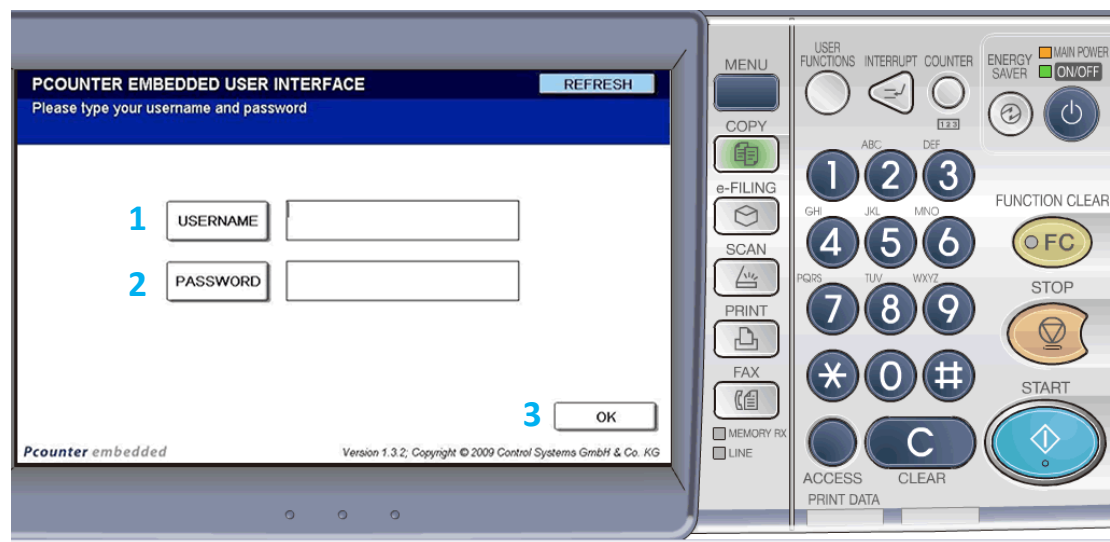 PCOUNTER EMBEDDED USER INTERFACE
REFRESH
Please type your username and password
1
USERNAME
2
PASSWORD
3
OK
Pcounter embedded
Version 1.3.2; Copyright © 2009 Control Systems GmbH & Co. KG
MENU
COPY
e-FILING
SCAN
PRINT
FAX
MEMORY RX
LINE
USER
FUNCTIONS
INTERRUPT
COUNTER
1 2 3
ENERGY
SAVER
MAIN POWER
ON/OFF
ABC
DEF
1
2
3
GHI
JKL
MNO
4
5
6
PQRS
TUV
WXYZ
7
8
9
*
0
#
ACCESS
C
CLEAR
PRINT DATA
FUNCTION CLEAR
FC
STOP
START